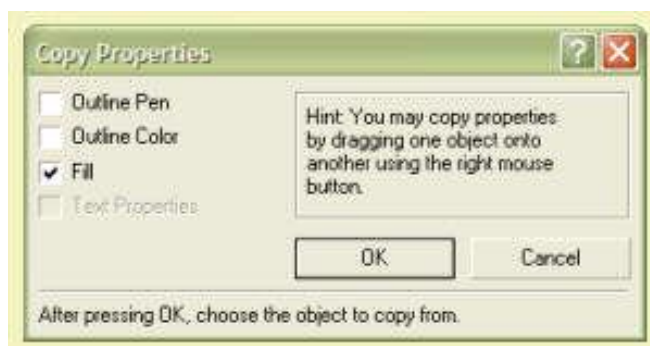 Copy Properties
Outline Pen
Outline Color
Fill
Text Properties
Hint: You may copy properties
by dragging one object onto
another using the right mouse
button.
OK
Cancel
After pressing OK, choose the object to copy from.